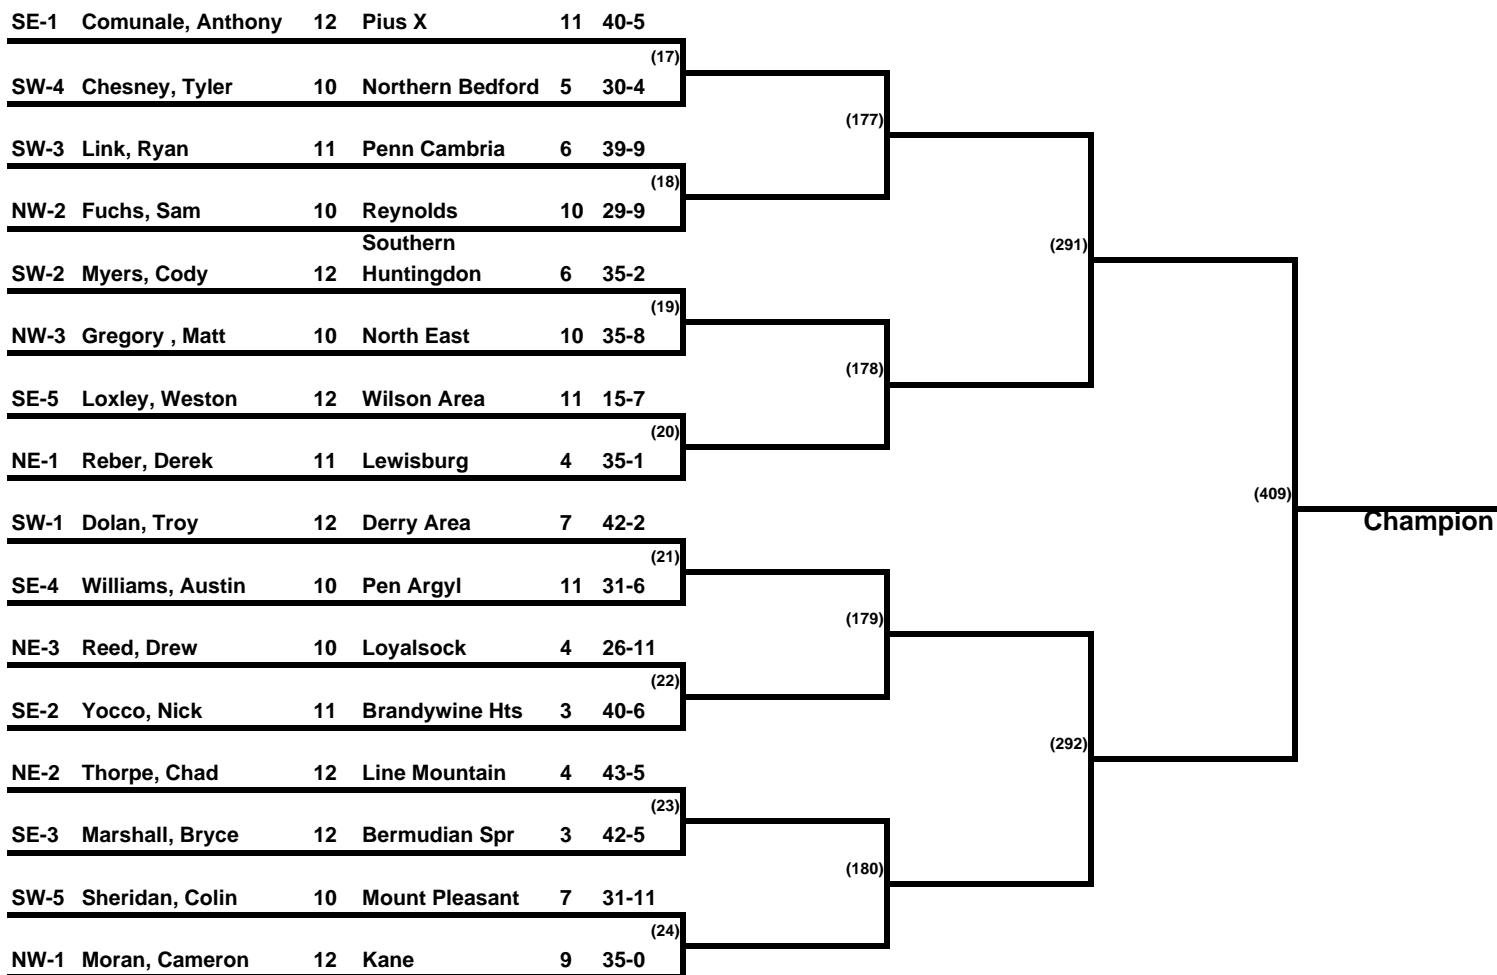 SE-1 Comunale, Anthony 12 Pius X 11 40-5
(17)
SW-4 Chesney, Tyler 10 Northern Bedford 5 30-4
(177)
SW-3 Link, Ryan 11 Penn Cambria 6 39-9
(18)
NW-2 Fuchs, Sam 10 Reynolds 10 29-9
Southern
(291)
SW-2 Myers, Cody 12 Huntingdon 6 35-2
(19)
NW-3 Gregory , Matt 10 North East 10 35-8
(178)
SE-5 Loxley, Weston 12 Wilson Area 11 15-7
(20)
NE-1 Reber, Derek 11 Lewisburg 4 35-1
(409)
Champion
SW-1 Dolan, Troy 12 Derry Area 7 42-2
(21)
SE-4 Williams, Austin 10 Pen Argyl 11 31-6
(179)
NE-3 Reed, Drew 10 Loyalsock 4 26-11
(22)
SE-2 Yocco, Nick 11 Brandywine Hts 3 40-6
(292)
NE-2 Thorpe, Chad 12 Line Mountain 4 43-5
(23)
SE-3 Marshall, Bryce 12 Bermudian Spr 3 42-5
(180)
SW-5 Sheridan, Colin 10 Mount Pleasant 7 31-11
(24)
NW-1 Moran, Cameron 12 Kane 9 35-0